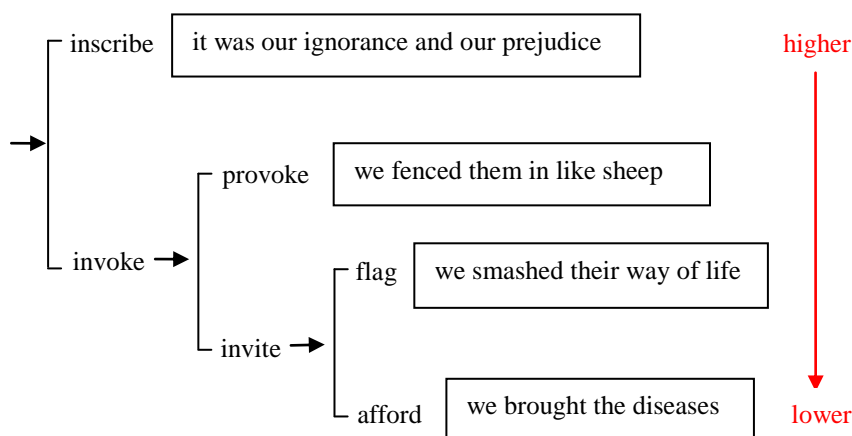 inscribe it was our ignorance and our prejudice higher
provoke we fenced them in like sheep
invoke flag we smashed their way of life
invite
afford we brought the diseases lower